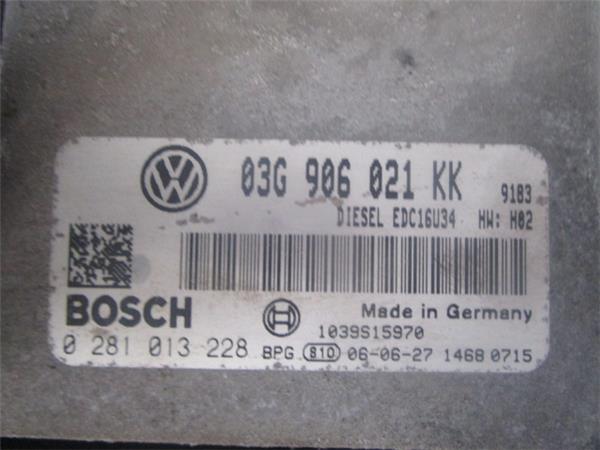 03G 906 021 KK 9183
DIESEL EDC16U34 HW: H02
BOSCH Made in Germany
1039S15970
0 281 013 228 BPG S10 06-06-27 1468 0715